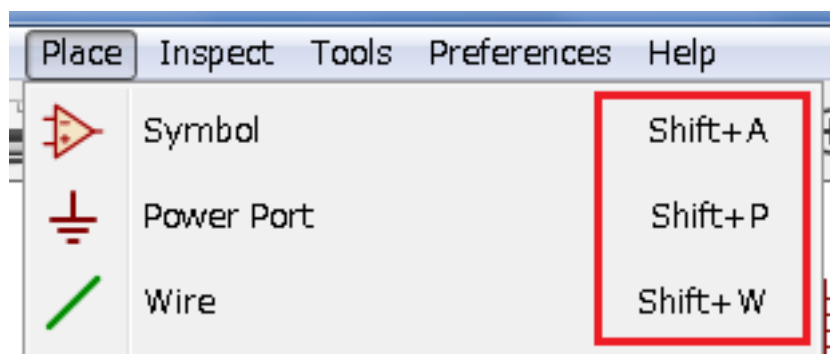 Place Inspect Tools Preferences Help
Symbol Shift+A
Power Port Shift+P
Wire Shift+W